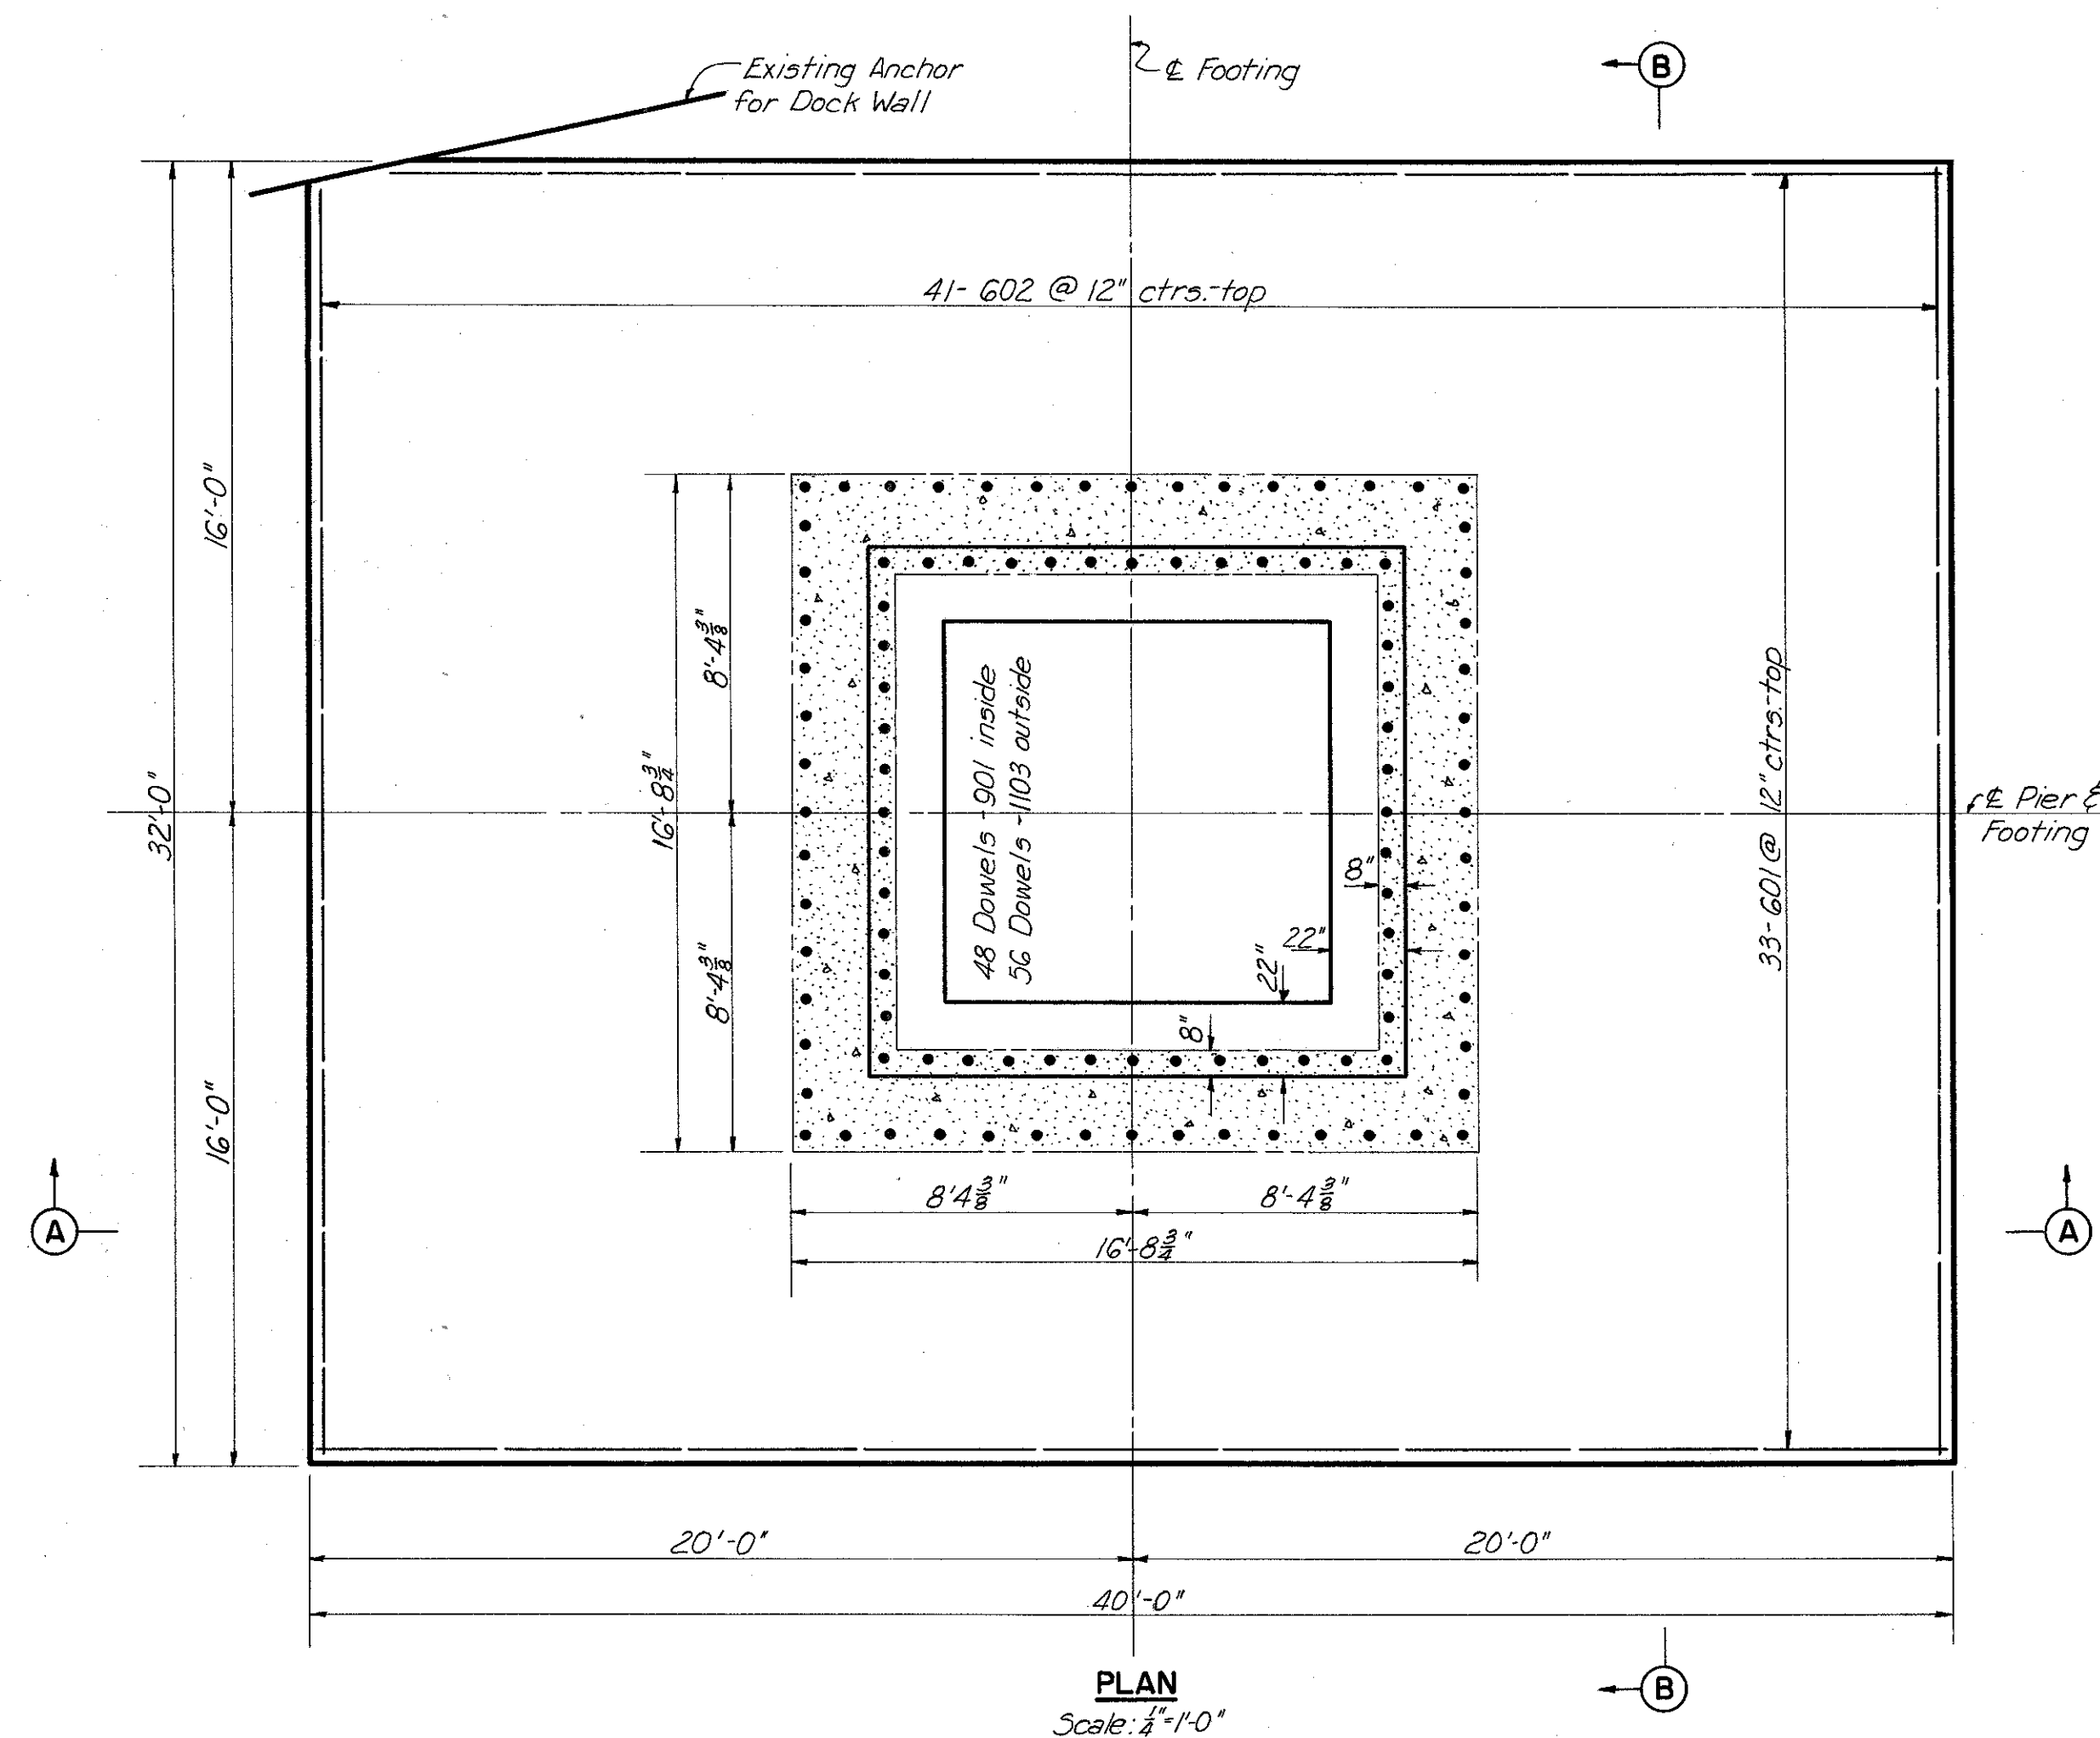 Existing Anchor
for Dock Wall
℄ Footing
B
41- 602 @ 12" ctrs.-top
16'-0"
32'-0"
16'-0"
8'-4⅜"
16'-8¾"
8'-4⅜"
48 Dowels -901 inside
56 Dowels -1103 outside
8"
22"
22"
8"
33-601@ 12" ctrs.-top
℄ Pier &
Footing
8'4⅜"
8'-4⅜"
16'-8¾"
A
A
20'-0"
20'-0"
40'-0"
PLAN
Scale: ¼"=1'-0"
B